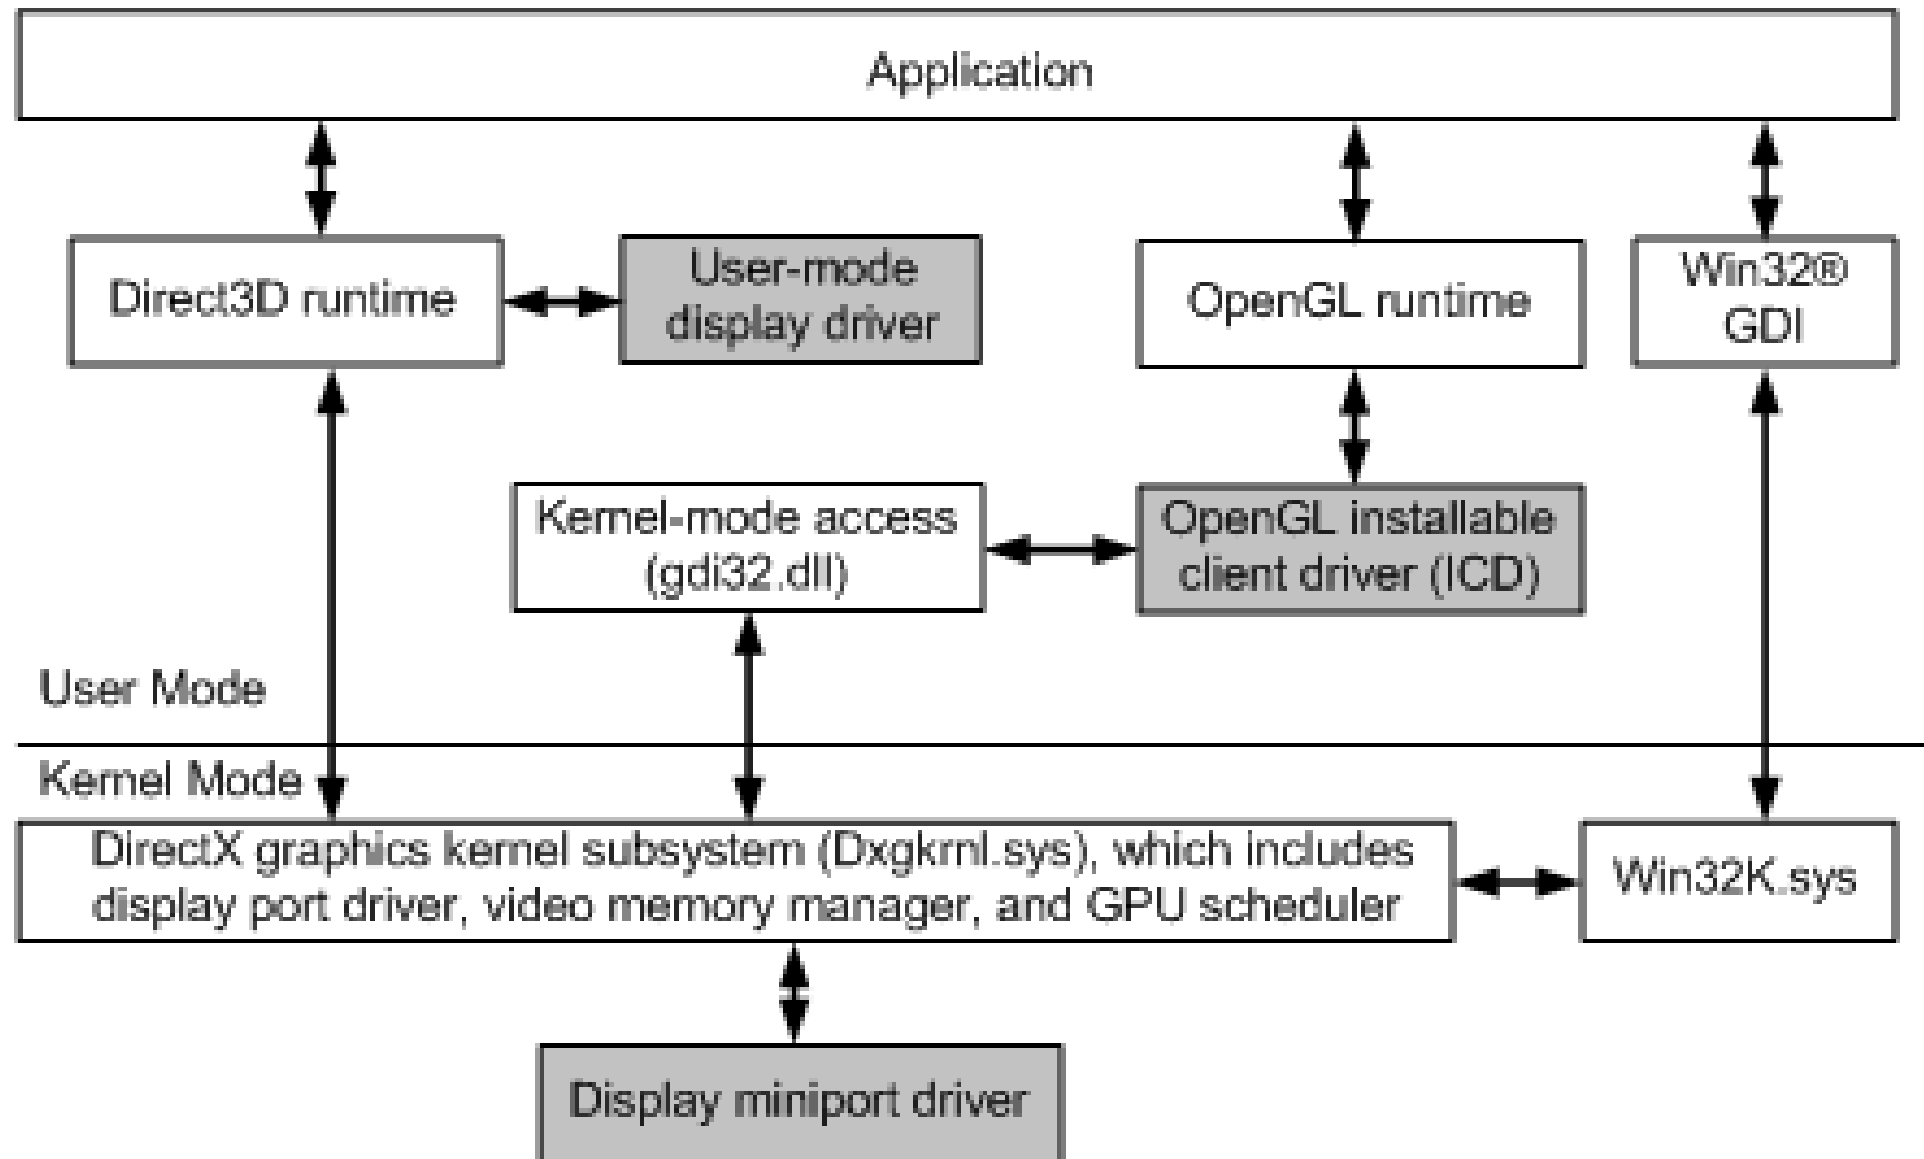 Application
Direct3D runtime
User-mode
display driver
OpenGL runtime
Win32®
GDI
Kernel-mode access
(gdi32.dll)
OpenGL installable
client driver (ICD)
User Mode
Kernel Mode
DirectX graphics kernel subsystem (Dxgkrnl.sys), which includes
display port driver, video memory manager, and GPU scheduler
Win32K.sys
Display miniport driver